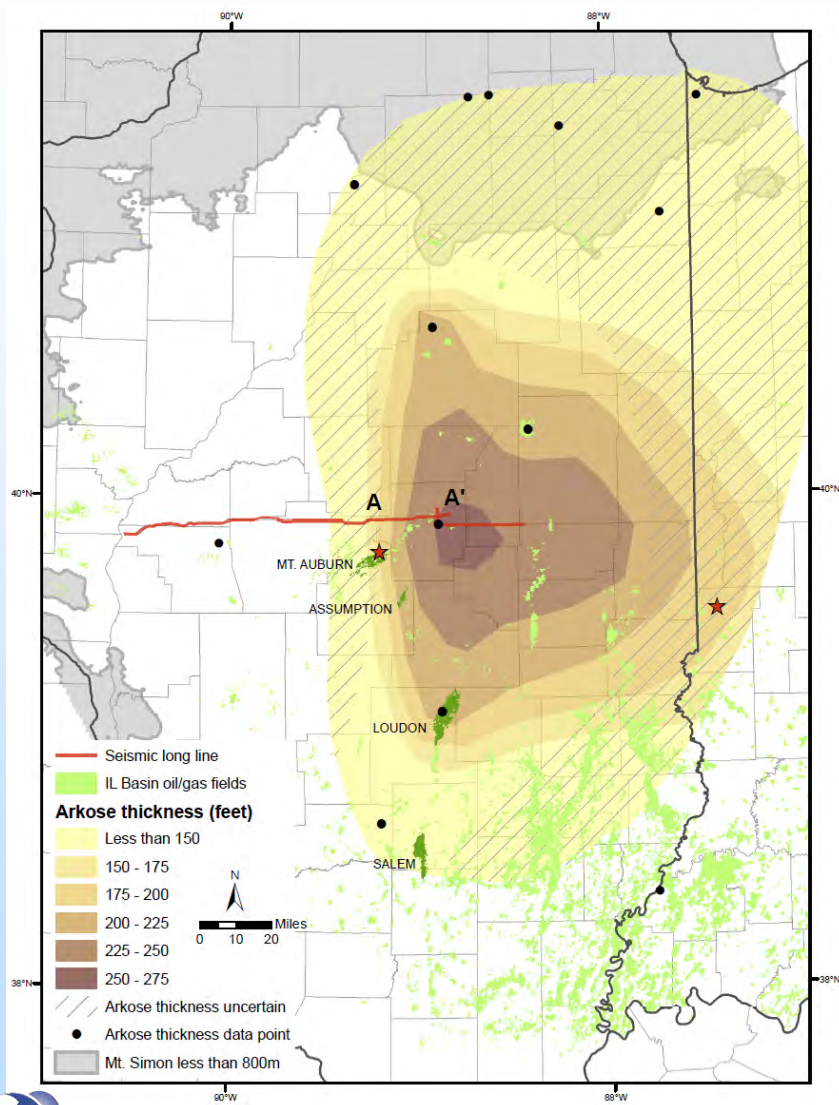 90°W
88°W
40°N
40°N
A
A'
MT. AUBURN
ASSUMPTION
LOUDON
SALEM
Seismic long line
IL Basin oil/gas fields
Arkose thickness (feet)
Less than 150
150 - 175
175 - 200
200 - 225
225 - 250
250 - 275
Arkose thickness uncertain
Arkose thickness data point
Mt. Simon less than 800m
N
Miles
0 10 20
38°N
38°N
90°W
88°W